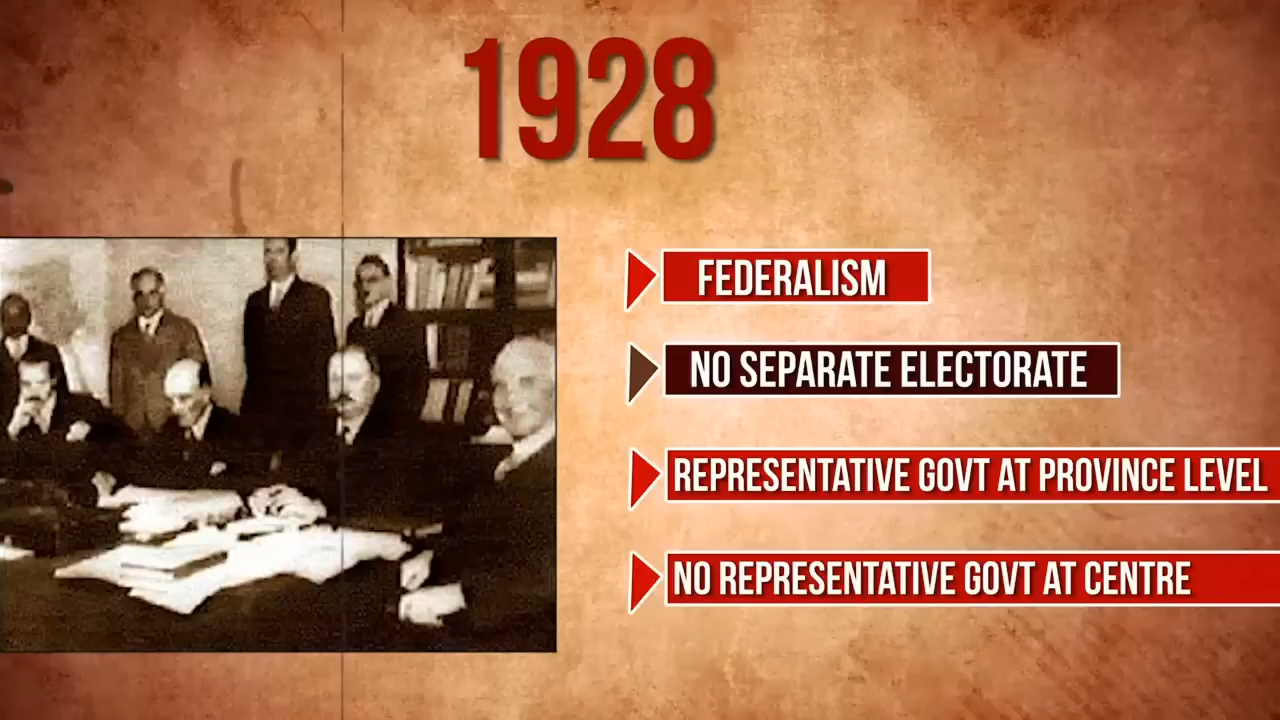 1928
FEDERALISM
NO SEPARATE ELECTORATE
REPRESENTATIVE GOVT AT PROVINCE LEVEL
NO REPRESENTATIVE GOVT AT CENTRE